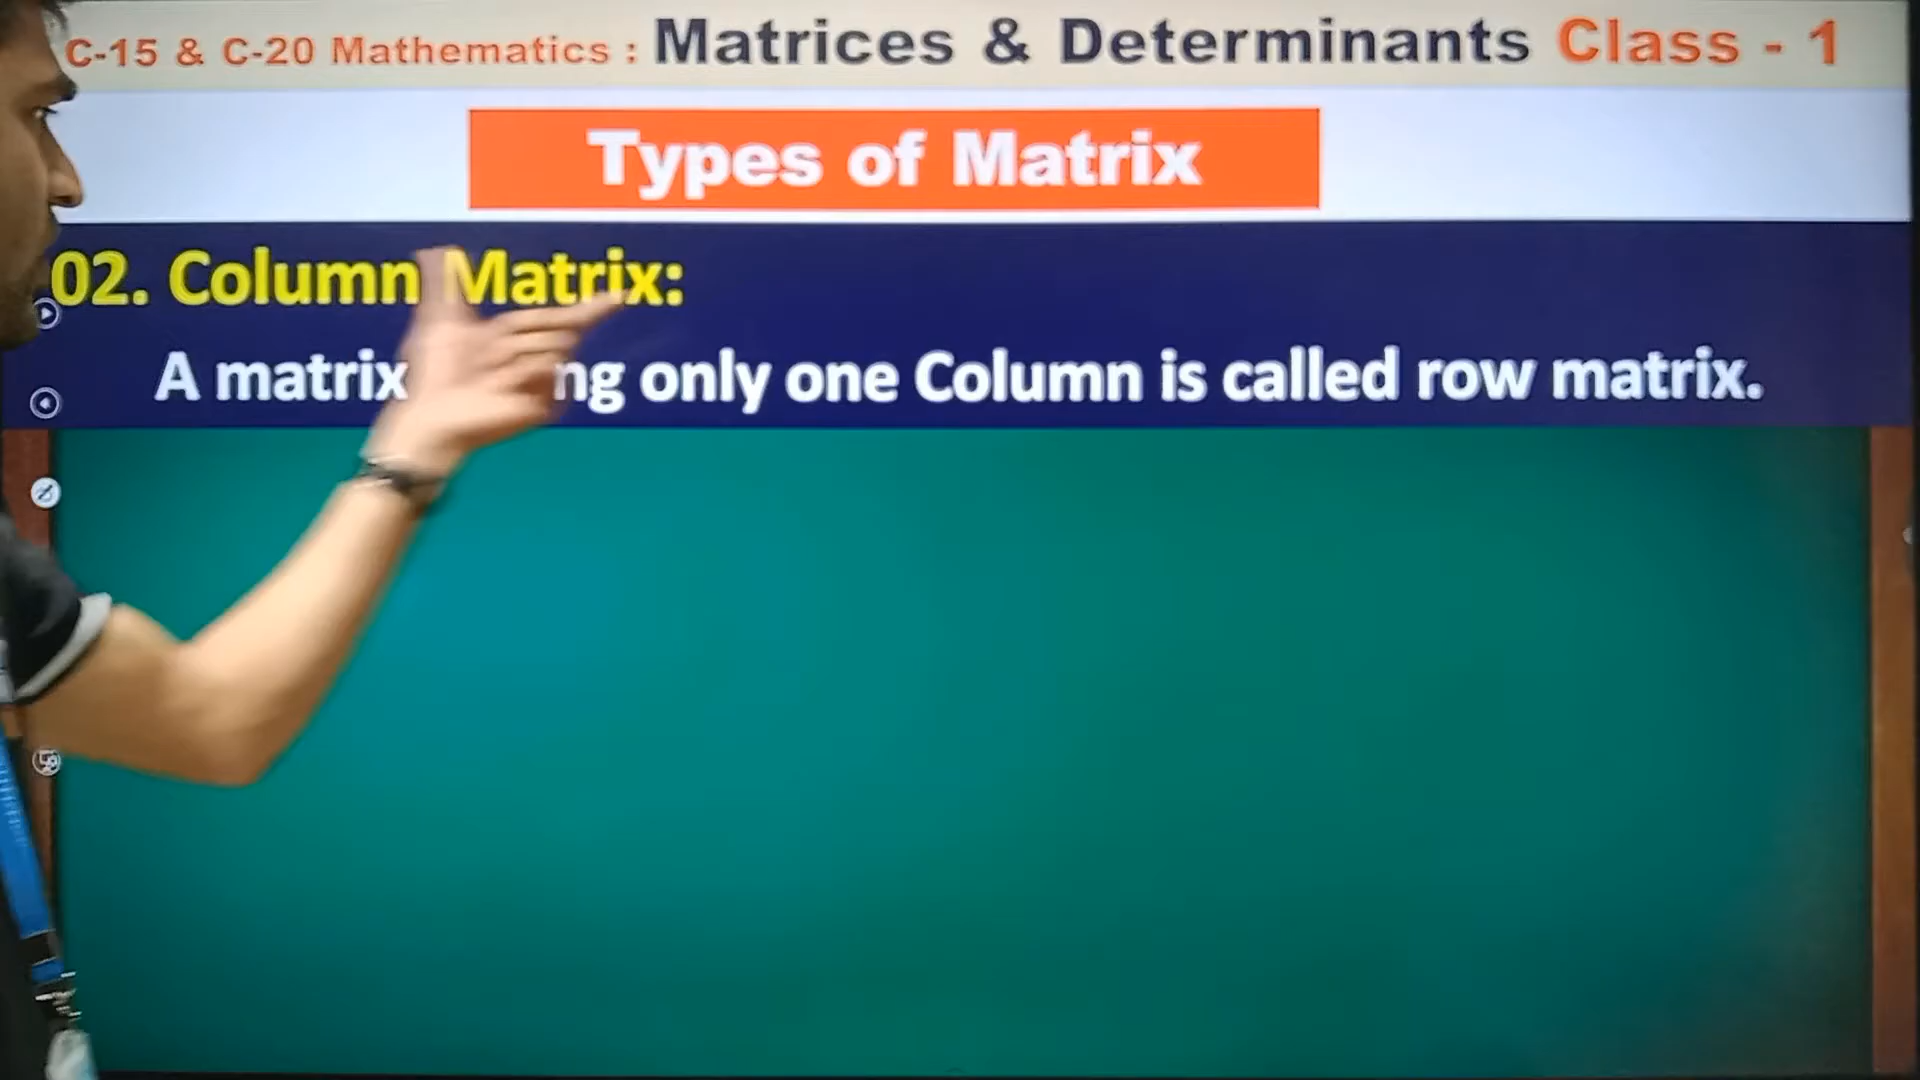 C-15 & C-20 Mathematics : Matrices & Determinants Class - 1
Types of Matrix
02. Column Matrix:
A matrix only one Column is called row matrix.